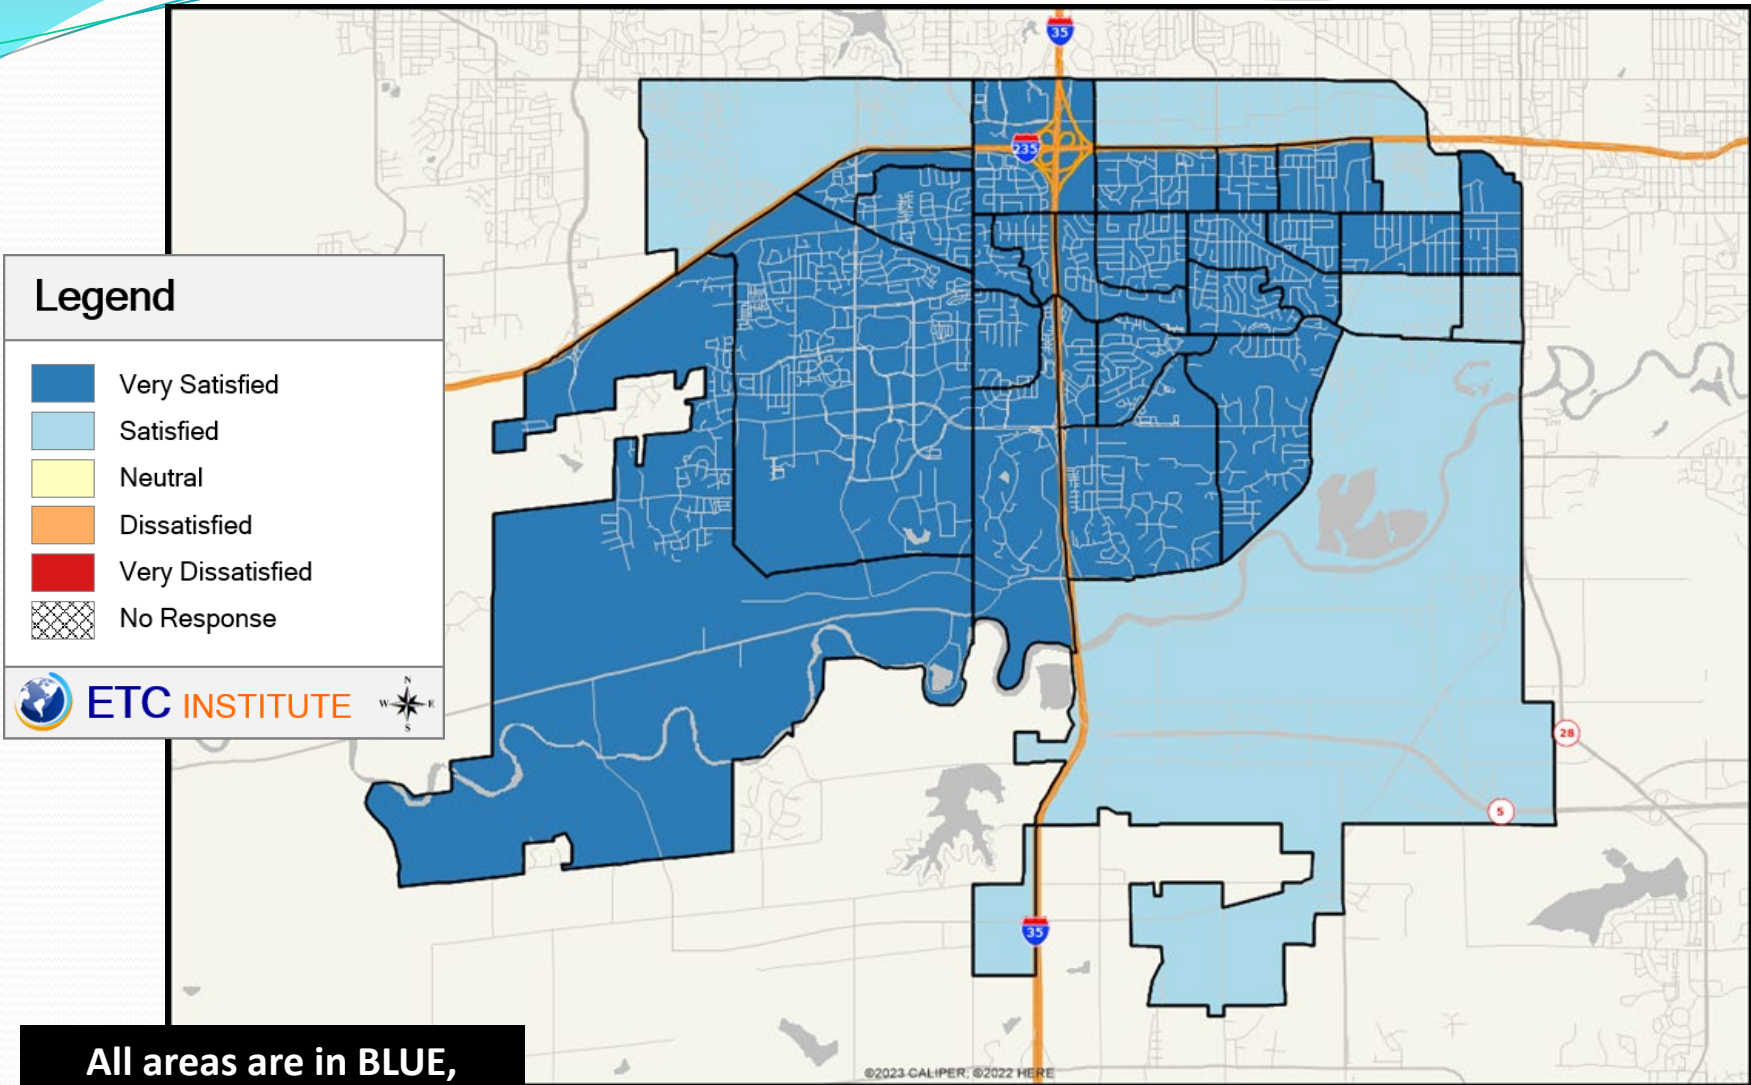 35
235
Legend
Very Satisfied
Satisfied
Neutral
Dissatisfied
Very Dissatisfied
No Response
ETC INSTITUTE
N
W E
S
28
5
35
All areas are in BLUE,
©2023 CALIPER; ©2022 HERE